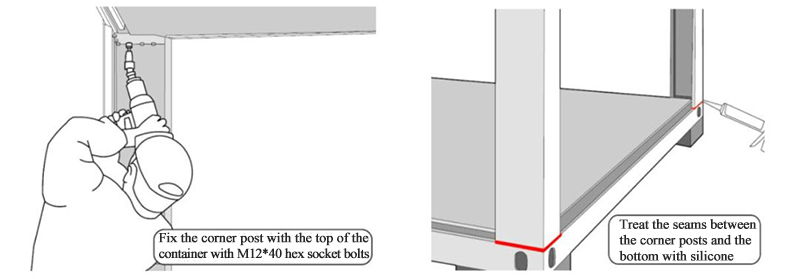 Fix the corner post with the top of the
container with M12*40 hex socket bolts
Treat the seams between
the corner posts and the
bottom with silicone